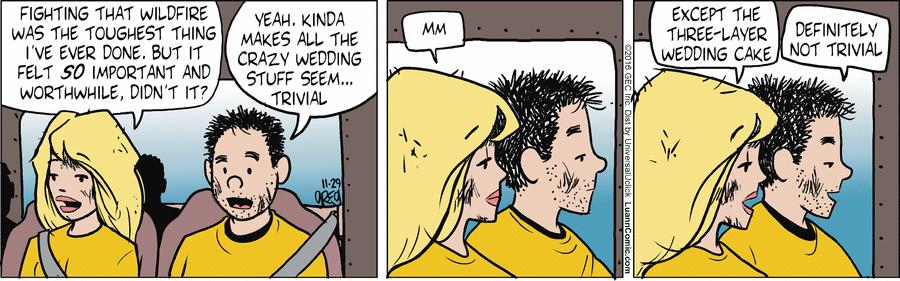 FIGHTING THAT WILDFIRE
WAS THE TOUGHEST THING
I'VE EVER DONE. BUT IT
FELT SO IMPORTANT AND
WORTHWHILE, DIDN'T IT?
YEAH. KINDA
MAKES ALL THE
CRAZY WEDDING
STUFF SEEM...
TRIVIAL
11-29
GREG
MM
©2016 GEC Inc. Dist by Universal Uclick LuannComic.com
EXCEPT THE
THREE-LAYER
WEDDING CAKE
DEFINITELY
NOT TRIVIAL